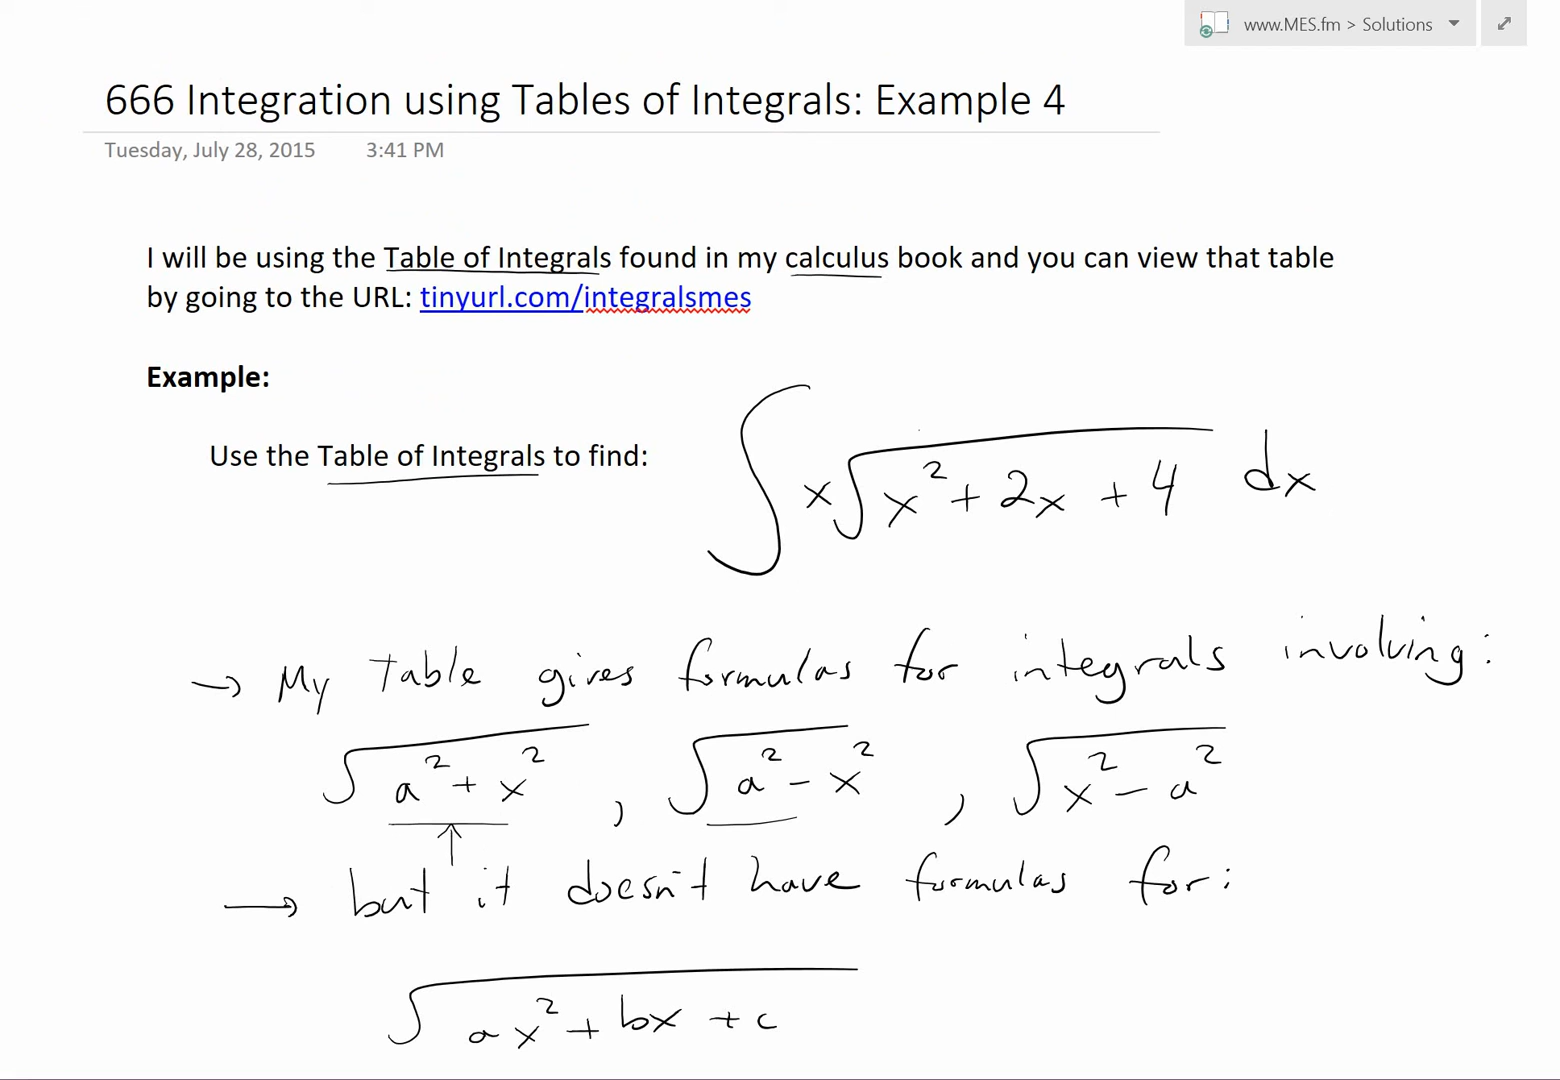 www.MES.fm > Solutions
666 Integration using Tables of Integrals: Example 4
Tuesday, July 28, 2015 3:41 PM
I will be using the Table of Integrals found in my calculus book and you can view that table
by going to the URL: tinyurl.com/integralsmes
Example:
Use the Table of Integrals to find: ∫ x√(x² + 2x + 4) dx
→ My table gives formulas for integrals involving:
√(a² + x²) , √(a² − x²) , √(x² − a²)
→ but it doesn't have formulas for:
√(ax² + bx + c)